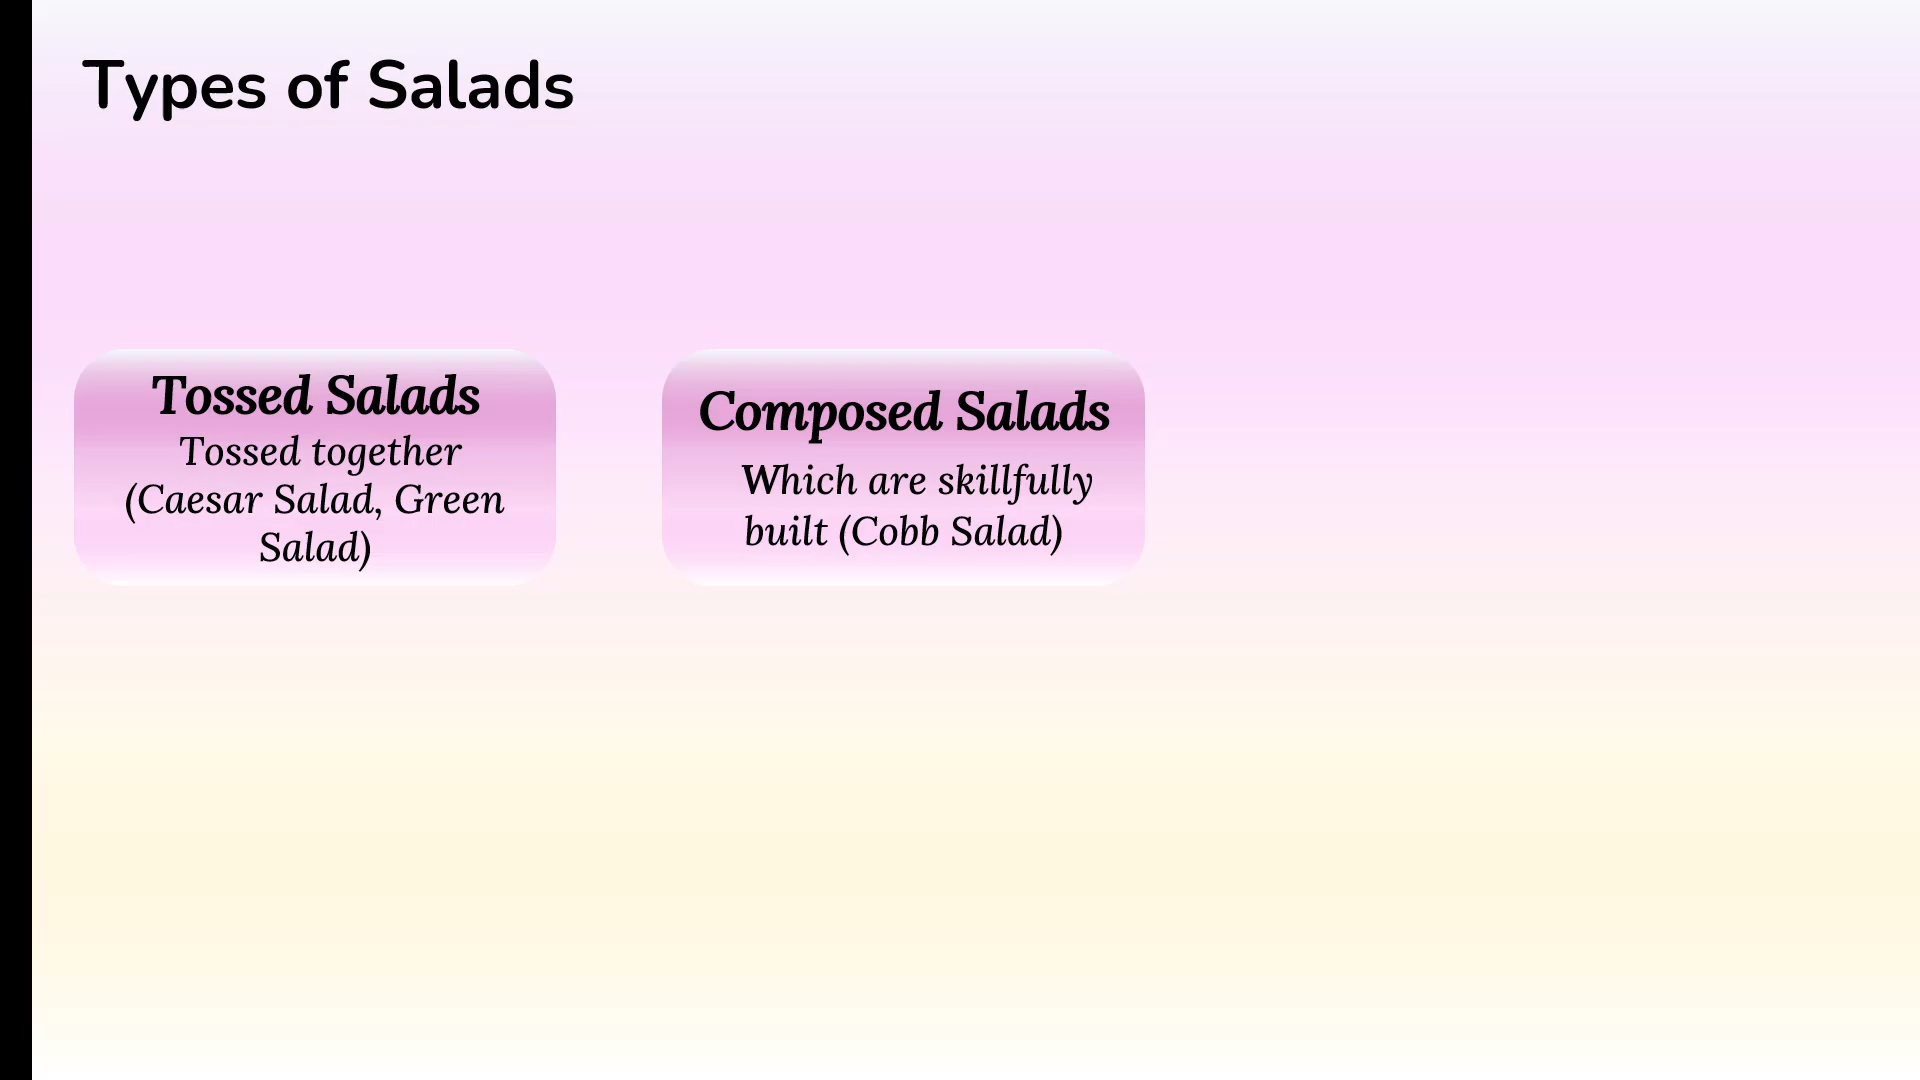 Types of Salads
Tossed Salads
Tossed together
(Caesar Salad, Green
Salad)
Composed Salads
Which are skillfully
built (Cobb Salad)